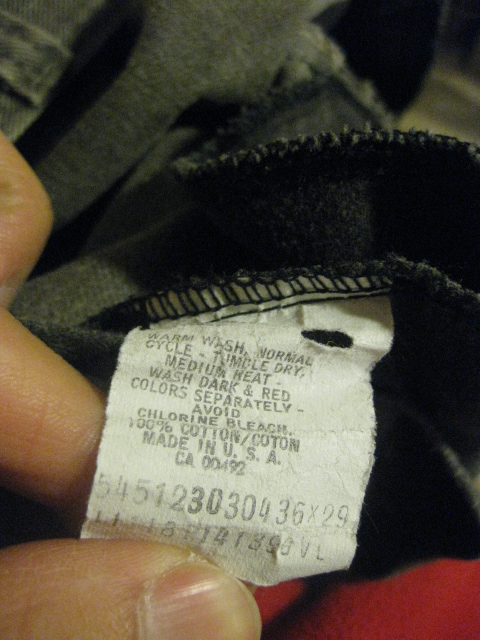 WARM WASH, NORMAL
CYCLE - TUMBLE DRY,
MEDIUM HEAT -
WASH DARK & RED
COLORS SEPARATELY -
AVOID
CHLORINE BLEACH.
100% COTTON/COTON
MADE IN U. S. A.
CA 00492
5451230304 36X29